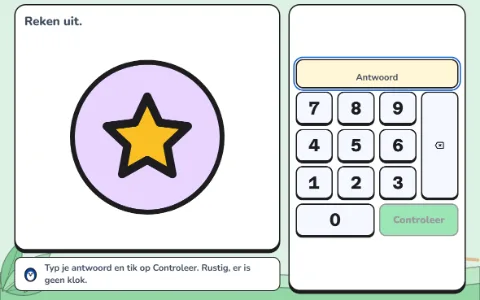 Reken uit.
Antwoord
7 8 9
4 5 6
1 2 3
0 Controleer
Typ je antwoord en tik op Controleer. Rustig, er is
geen klok.